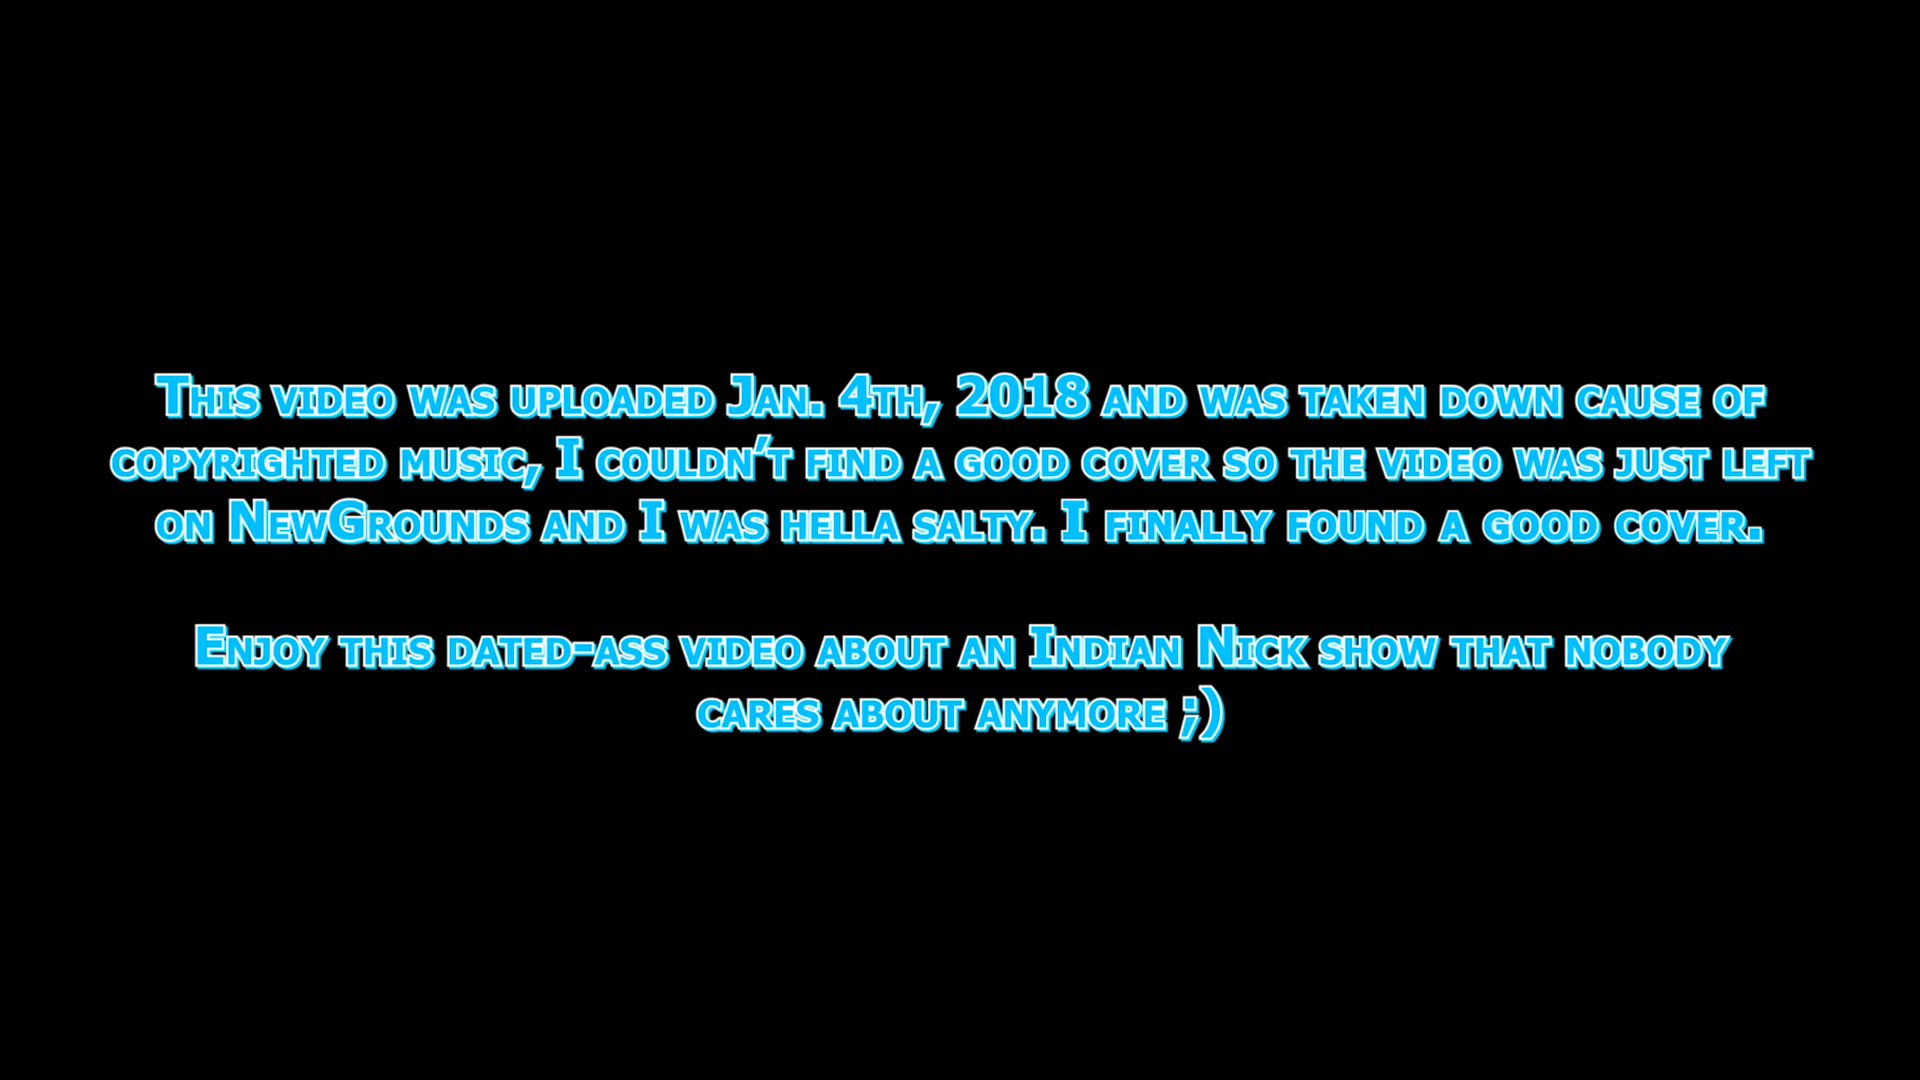 This video was uploaded Jan. 4th, 2018 and was taken down cause of
copyrighted music, I couldn't find a good cover so the video was just left
on NewGrounds and I was hella salty. I finally found a good cover.
Enjoy this dated-ass video about an Indian Nick show that nobody
cares about anymore ;)